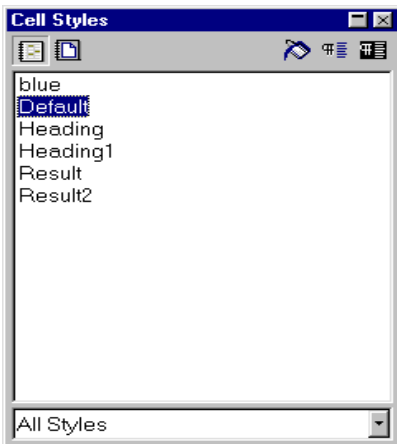 Cell Styles
blue
Default
Heading
Heading1
Result
Result2
All Styles